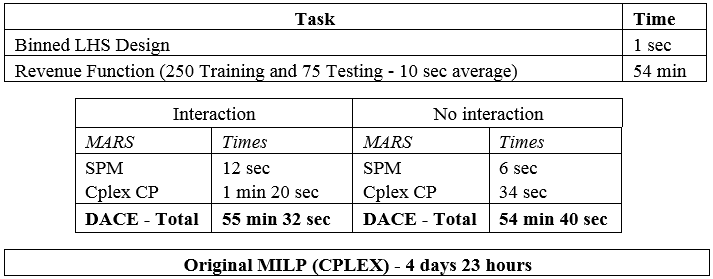 Task Time
Binned LHS Design 1 sec
Revenue Function (250 Training and 75 Testing - 10 sec average) 54 min
Interaction No interaction
MARS Times MARS Times
SPM 12 sec SPM 6 sec
Cplex CP 1 min 20 sec Cplex CP 34 sec
DACE - Total 55 min 32 sec DACE - Total 54 min 40 sec
Original MILP (CPLEX) - 4 days 23 hours